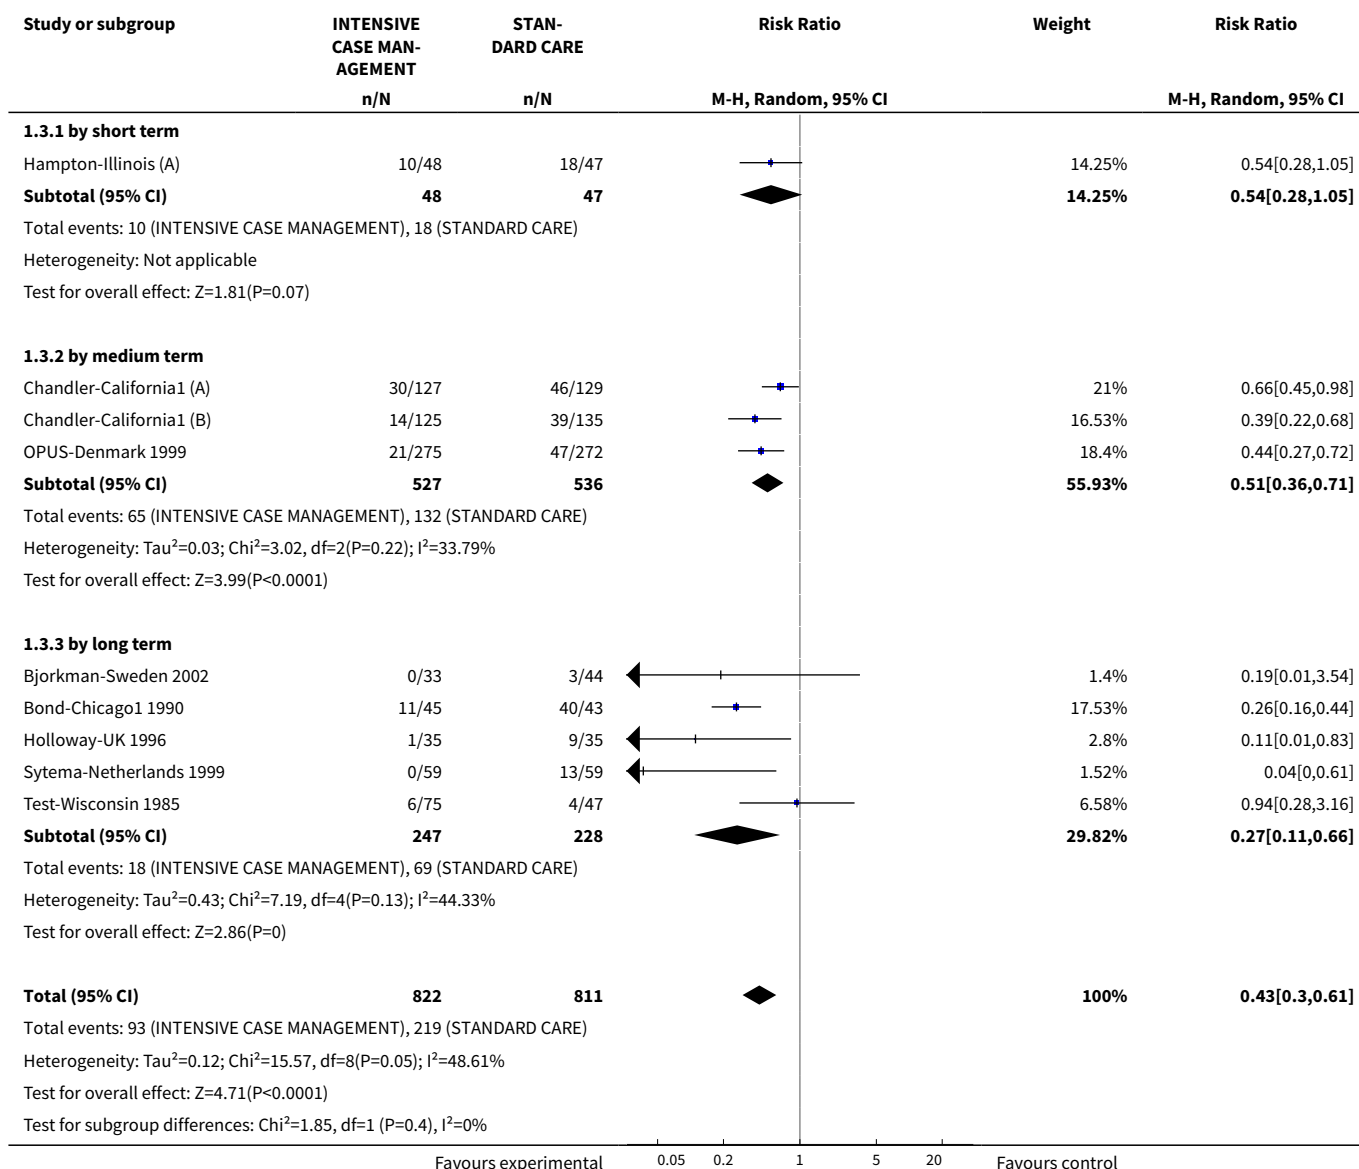 Study or subgroup INTENSIVE CASE MAN-AGEMENT STAN-DARD CARE Risk Ratio Weight Risk Ratio
n/N n/N M-H, Random, 95% CI M-H, Random, 95% CI
1.3.1 by short term
Hampton-Illinois (A) 10/48 18/47 14.25% 0.54[0.28,1.05]
Subtotal (95% CI) 48 47 14.25% 0.54[0.28,1.05]
Total events: 10 (INTENSIVE CASE MANAGEMENT), 18 (STANDARD CARE)
Heterogeneity: Not applicable
Test for overall effect: Z=1.81(P=0.07)
1.3.2 by medium term
Chandler-California1 (A) 30/127 46/129 21% 0.66[0.45,0.98]
Chandler-California1 (B) 14/125 39/135 16.53% 0.39[0.22,0.68]
OPUS-Denmark 1999 21/275 47/272 18.4% 0.44[0.27,0.72]
Subtotal (95% CI) 527 536 55.93% 0.51[0.36,0.71]
Total events: 65 (INTENSIVE CASE MANAGEMENT), 132 (STANDARD CARE)
Heterogeneity: Tau²=0.03; Chi²=3.02, df=2(P=0.22); I²=33.79%
Test for overall effect: Z=3.99(P<0.0001)
1.3.3 by long term
Bjorkman-Sweden 2002 0/33 3/44 1.4% 0.19[0.01,3.54]
Bond-Chicago1 1990 11/45 40/43 17.53% 0.26[0.16,0.44]
Holloway-UK 1996 1/35 9/35 2.8% 0.11[0.01,0.83]
Sytema-Netherlands 1999 0/59 13/59 1.52% 0.04[0,0.61]
Test-Wisconsin 1985 6/75 4/47 6.58% 0.94[0.28,3.16]
Subtotal (95% CI) 247 228 29.82% 0.27[0.11,0.66]
Total events: 18 (INTENSIVE CASE MANAGEMENT), 69 (STANDARD CARE)
Heterogeneity: Tau²=0.43; Chi²=7.19, df=4(P=0.13); I²=44.33%
Test for overall effect: Z=2.86(P=0)
Total (95% CI) 822 811 100% 0.43[0.3,0.61]
Total events: 93 (INTENSIVE CASE MANAGEMENT), 219 (STANDARD CARE)
Heterogeneity: Tau²=0.12; Chi²=15.57, df=8(P=0.05); I²=48.61%
Test for overall effect: Z=4.71(P<0.0001)
Test for subgroup differences: Chi²=1.85, df=1 (P=0.4), I²=0%
Favours experimental 0.05 0.2 1 5 20 Favours control